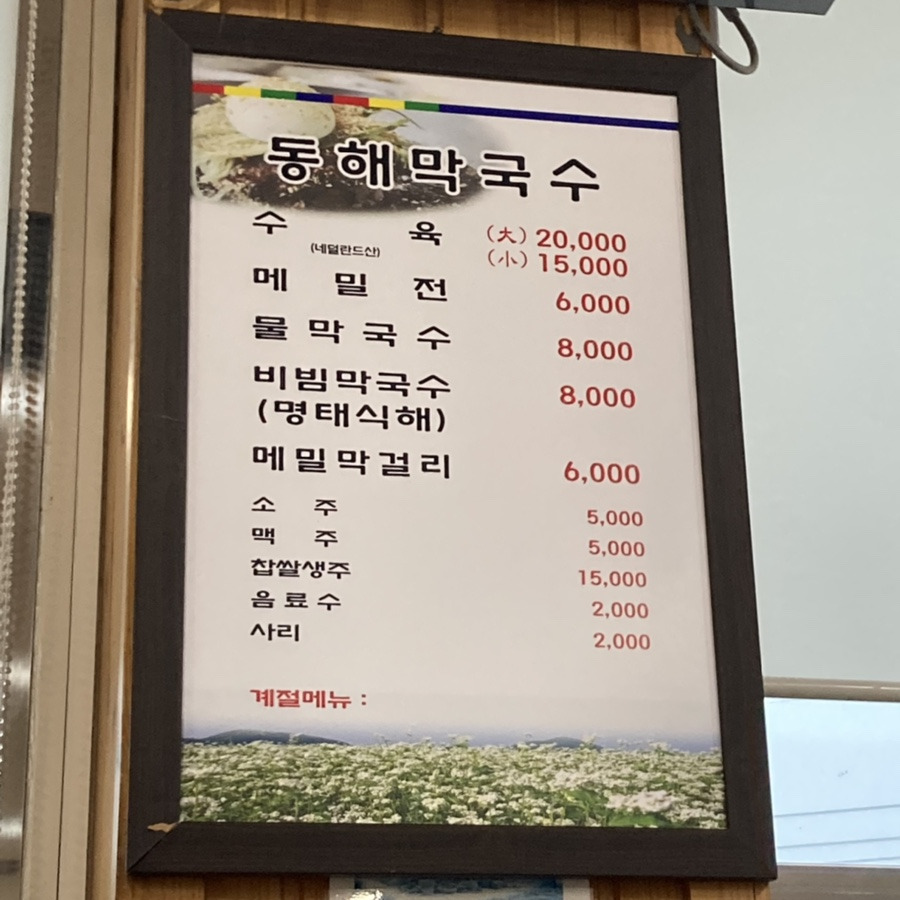 동해막국수
수육 (大) 20,000
(네덜란드산) (小) 15,000
메밀전 6,000
물막국수 8,000
비빔막국수 8,000
(명태식해)
메밀막걸리 6,000
소주 5,000
맥주 5,000
찹쌀생주 15,000
음료수 2,000
사리 2,000
계절메뉴 :